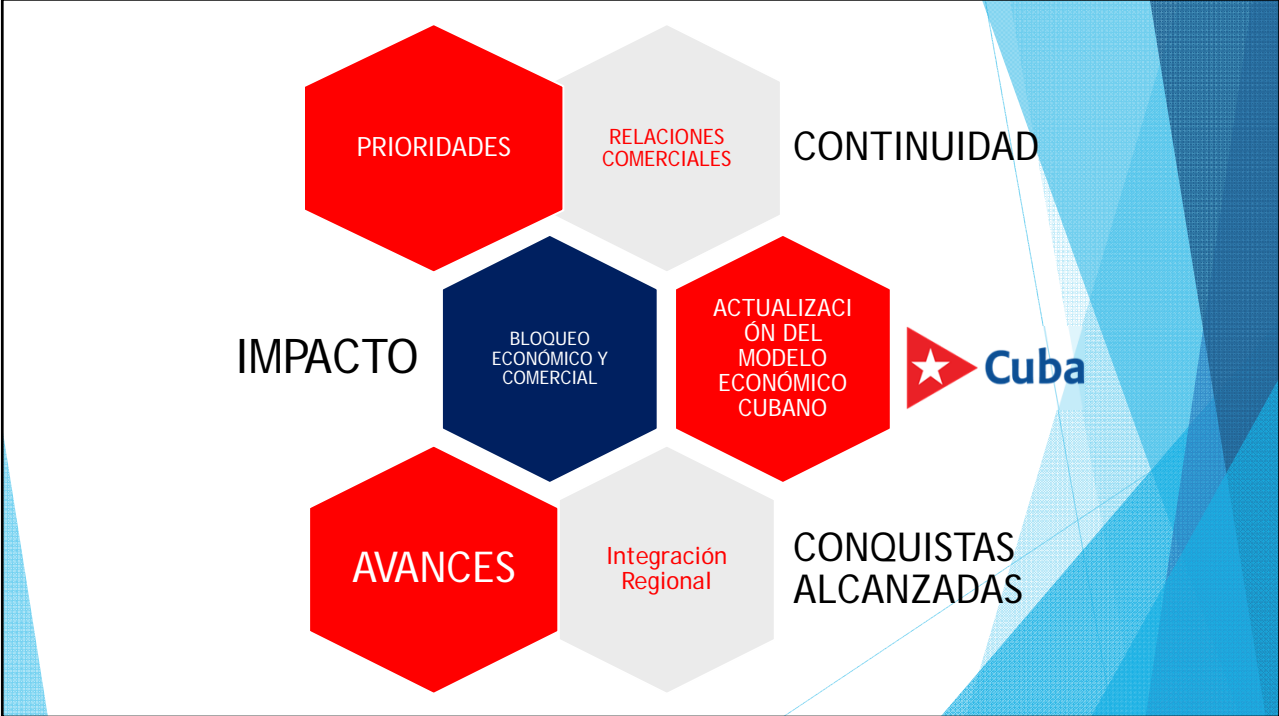 PRIORIDADES
RELACIONES
COMERCIALES
CONTINUIDAD
IMPACTO
BLOQUEO
ECONÓMICO Y
COMERCIAL
ACTUALIZACI
ÓN DEL
MODELO
ECONÓMICO
CUBANO
Cuba
AVANCES
Integración
Regional
CONQUISTAS
ALCANZADAS